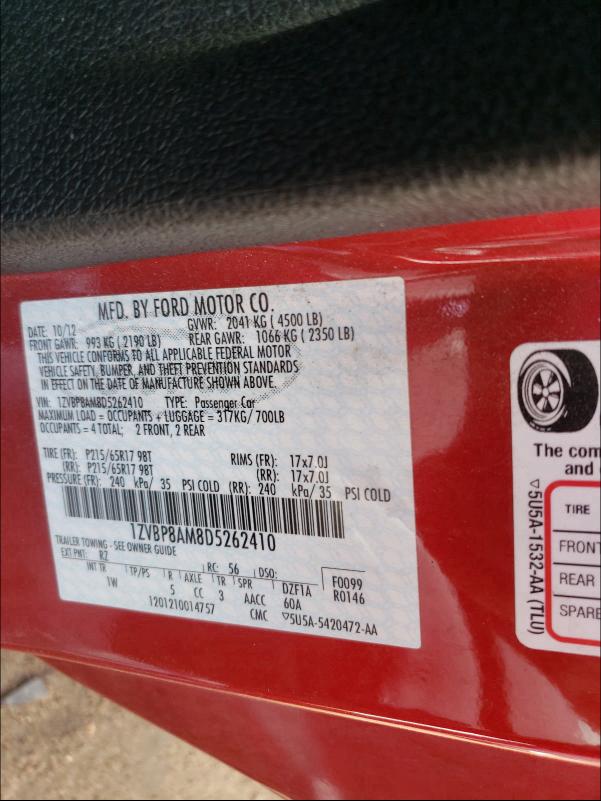 MFD. BY FORD MOTOR CO.
DATE: 10/12 GVWR: 2041 KG ( 4500 LB)
FRONT GAWR: 993 KG ( 2190 LB) REAR GAWR: 1066 KG ( 2350 LB)
THIS VEHICLE CONFORMS TO ALL APPLICABLE FEDERAL MOTOR
VEHICLE SAFETY, BUMPER, AND THEFT PREVENTION STANDARDS
IN EFFECT ON THE DATE OF MANUFACTURE SHOWN ABOVE.
VIN: 1ZVBP8AM8D5262410 TYPE: Passenger Car
MAXIMUM LOAD = OCCUPANTS + LUGGAGE = 317KG/ 700LB
OCCUPANTS = 4 TOTAL; 2 FRONT, 2 REAR
TIRE (FR): P215/65R17 98T RIMS (FR): 17x7.0J
(RR): P215/65R17 98T (RR): 17x7.0J
PRESSURE (FR): 240 kPa/ 35 PSI COLD (RR): 240 kPa/ 35 PSI COLD
1ZVBP8AM8D5262410
TRAILER TOWING - SEE OWNER GUIDE
EXT PNT: RZ RC: 56 DSO: F0099
INT TR TP/PS R AXLE TR SPR DZF1A R0146
1W 5 CC 3 AACC 60A
1201210014757 CMC ▽5U5A-5420472-AA
The com
and
TIRE
FRONT
REAR
SPARE
▽5U5A-1532-AA (TLU)